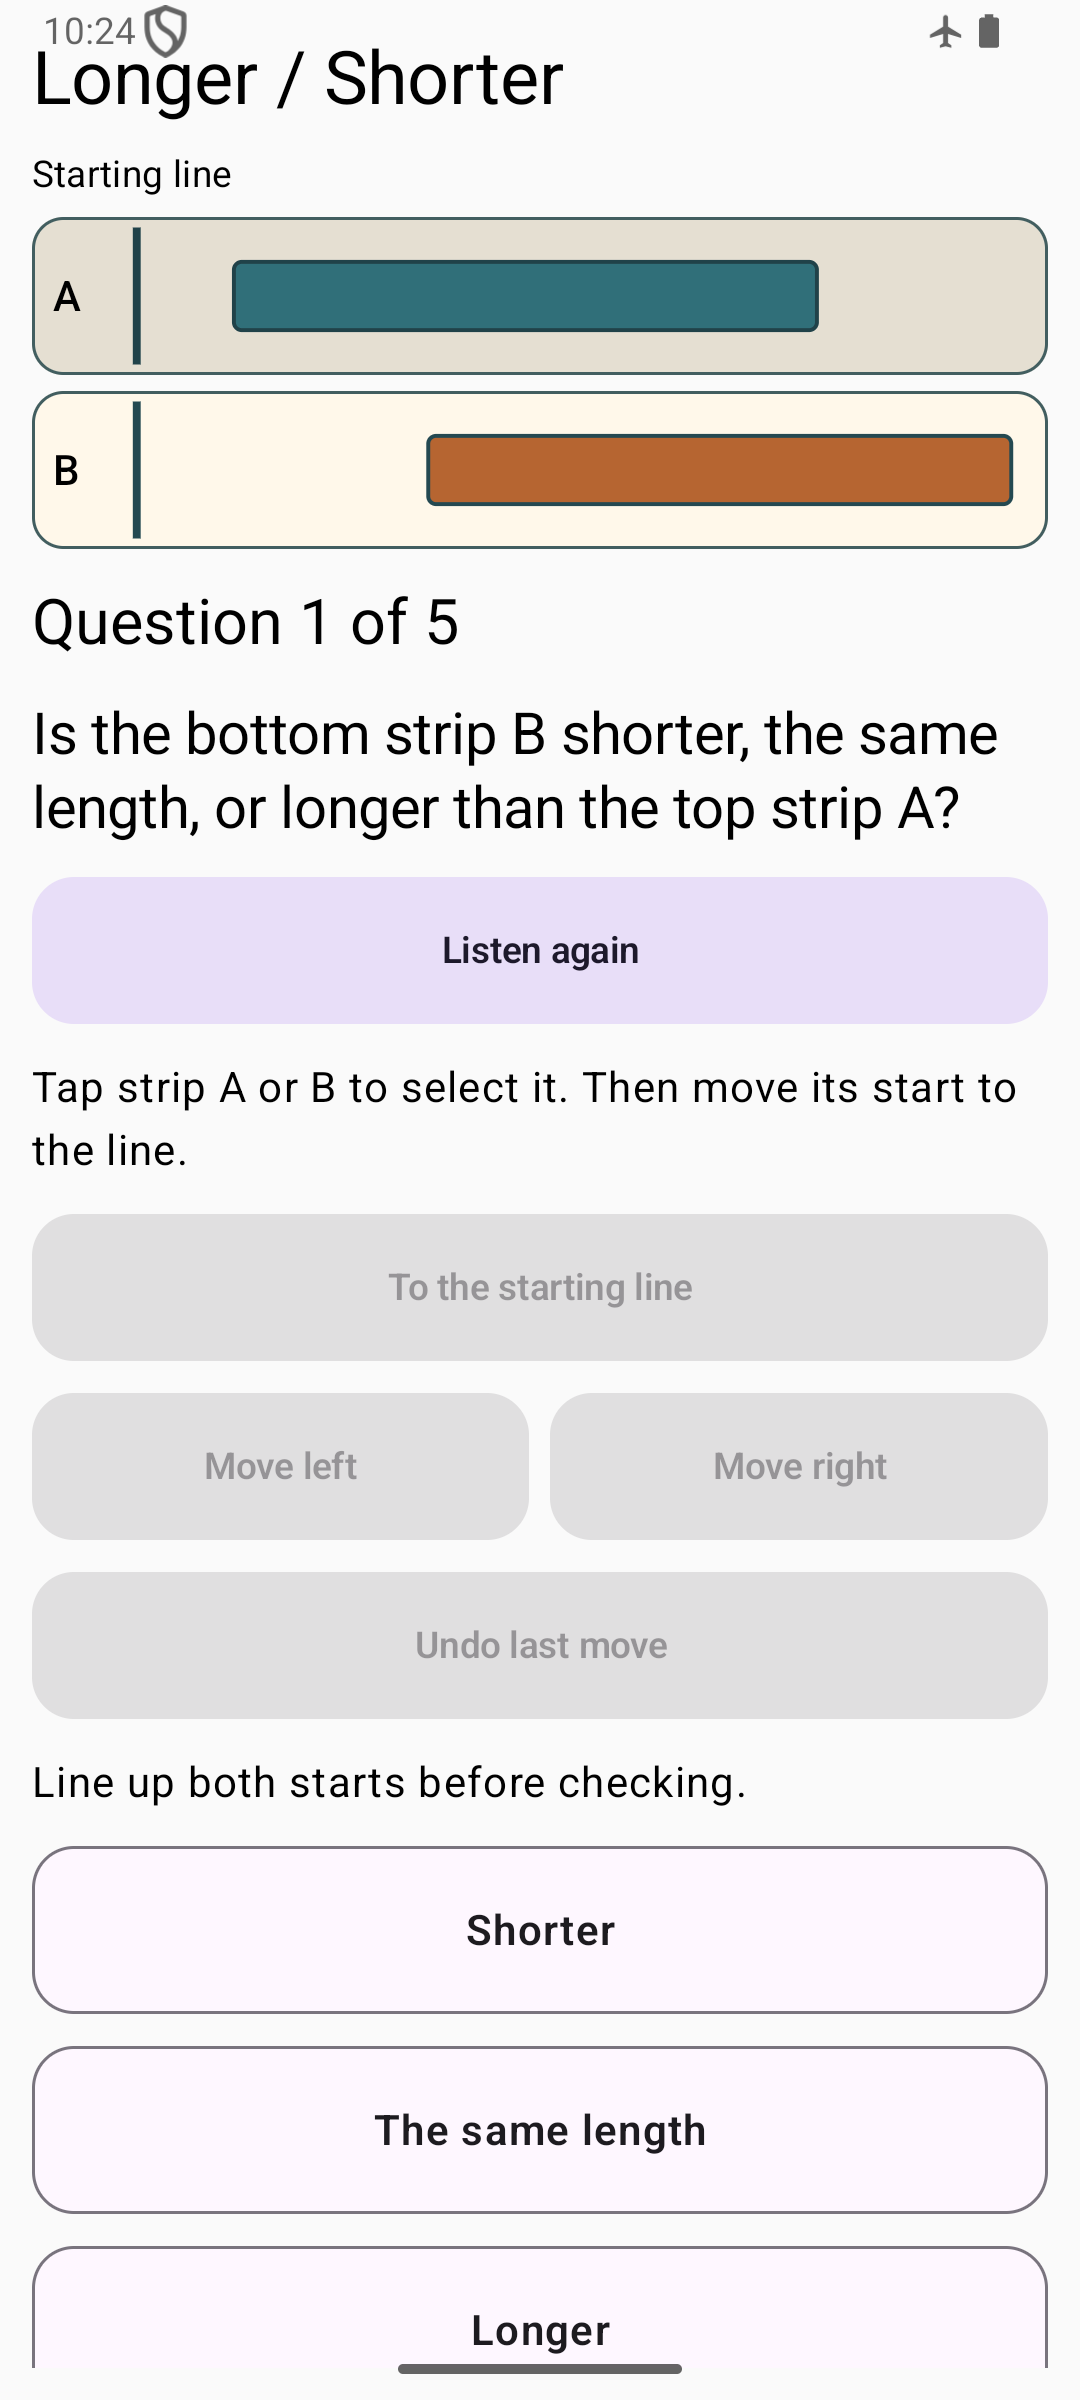 10:24
Longer / Shorter
Starting line
A
B
Question 1 of 5
Is the bottom strip B shorter, the same
length, or longer than the top strip A?
Listen again
Tap strip A or B to select it. Then move its start to
the line.
To the starting line
Move left
Move right
Undo last move
Line up both starts before checking.
Shorter
The same length
Longer